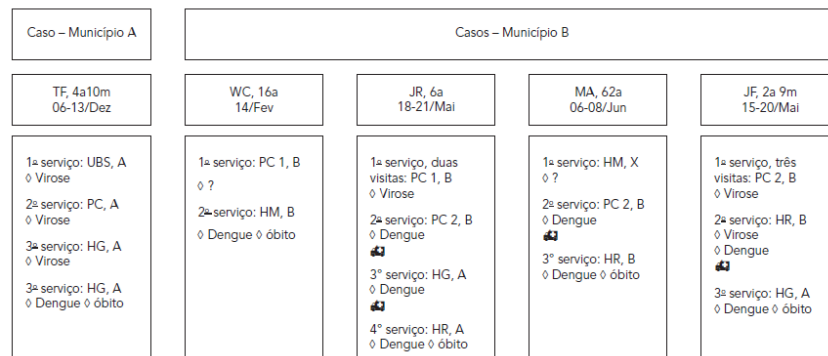 Caso – Município A
Casos – Município B
TF, 4a10m
06-13/Dez
WC, 16a
14/Fev
JR, 6a
18-21/Mai
MA, 62a
06-08/Jun
JF, 2a 9m
15-20/Mai
1º serviço: UBS, A
◊ Virose
2º serviço: PC, A
◊ Virose
3º serviço: HG, A
◊ Virose
3º serviço: HG, A
◊ Dengue ◊ óbito
1º serviço: PC 1, B
◊ ?
2º serviço: HM, B
◊ Dengue ◊ óbito
1º serviço, duas
visitas: PC 1, B
◊ Virose
2º serviço: PC 2, B
◊ Dengue
3° serviço: HG, A
◊ Dengue
4° serviço: HR, A
◊ Dengue ◊ óbito
1º serviço: HM, X
◊ ?
2º serviço: PC 2, B
◊ Dengue
3° serviço: HR, B
◊ Dengue ◊ óbito
1º serviço, três
visitas: PC 2, B
◊ Virose
2º serviço: HR, B
◊ Virose
◊ Dengue
3º serviço: HG, A
◊ Dengue ◊ óbito